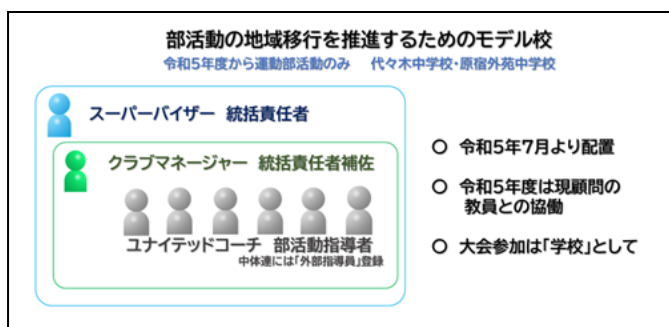 部活動の地域移行を推進するためのモデル校
令和5年度から運動部活動のみ 代々木中学校・原宿外苑中学校
スーパーバイザー 統括責任者
クラブマネージャー 統括責任者補佐
ユナイテッドコーチ 部活動指導者
中体連には「外部指導員」登録
○ 令和5年7月より配置
○ 令和5年度は現顧問の
教員との協働
○ 大会参加は「学校」として